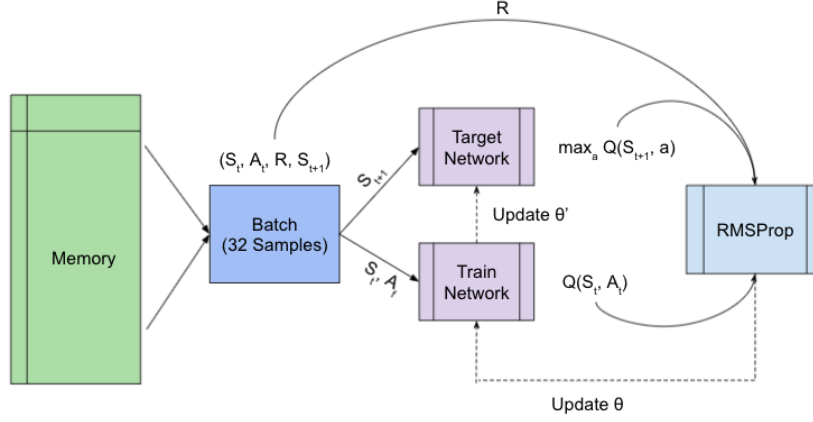 R
(Sₜ, Aₜ, R, Sₜ₊₁)
Target
Network
maxₐ Q(Sₜ₊₁, a)
Sₜ₊₁
Memory
Batch
(32 Samples)
Update θ'
RMSProp
Sₜ, Aₜ
Train
Network
Q(Sₜ, Aₜ)
Update θ